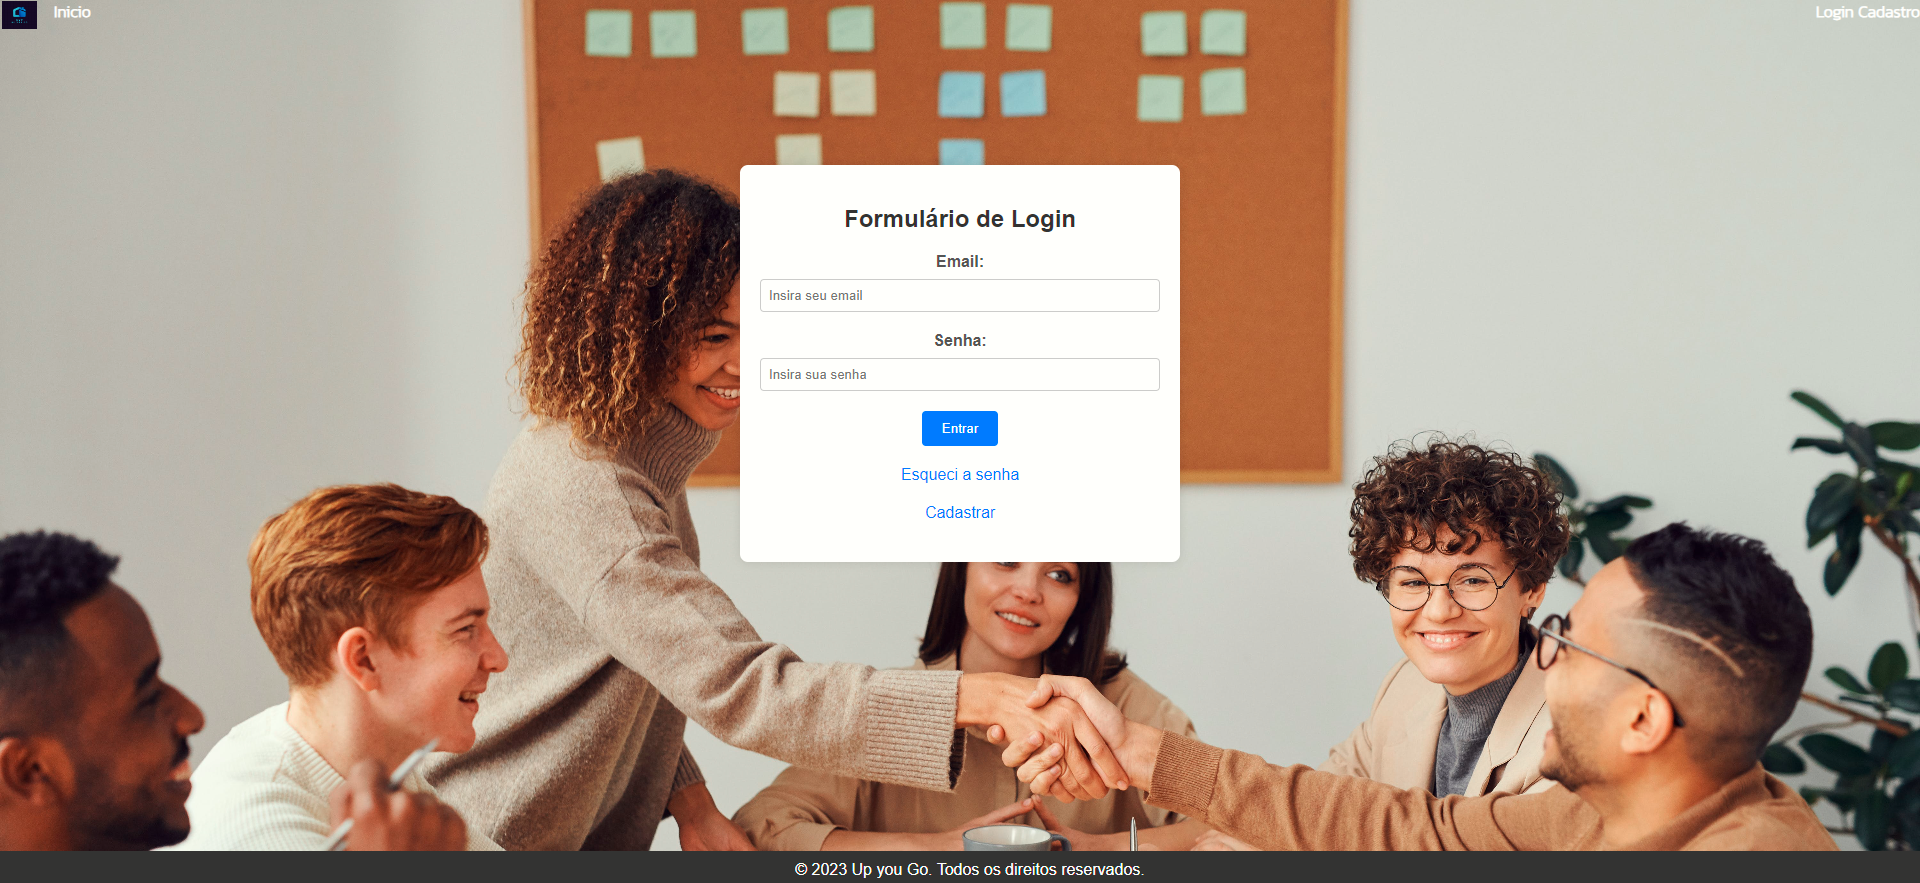 Inicio
Login Cadastro
Formulário de Login
Email:
Insira seu email
Senha:
Insira sua senha
Entrar
Esqueci a senha
Cadastrar
© 2023 Up you Go. Todos os direitos reservados.